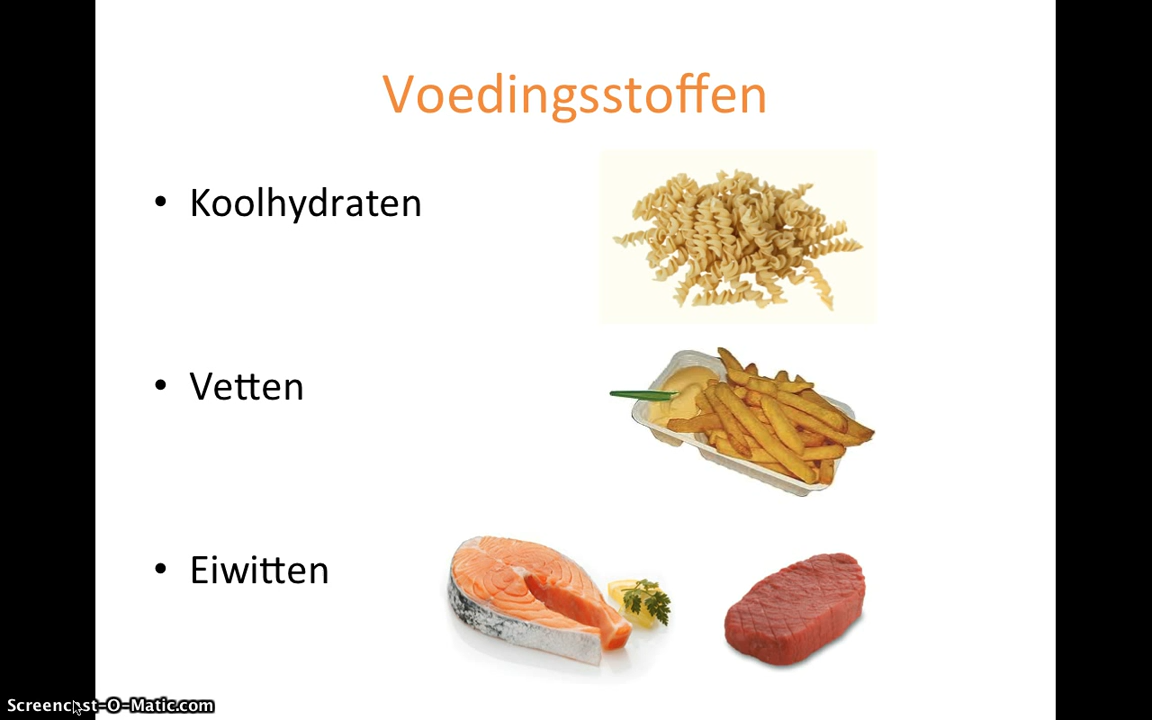 Voedingsstoffen
• Koolhydraten
• Vetten
• Eiwitten
Screencast-O-Matic.com